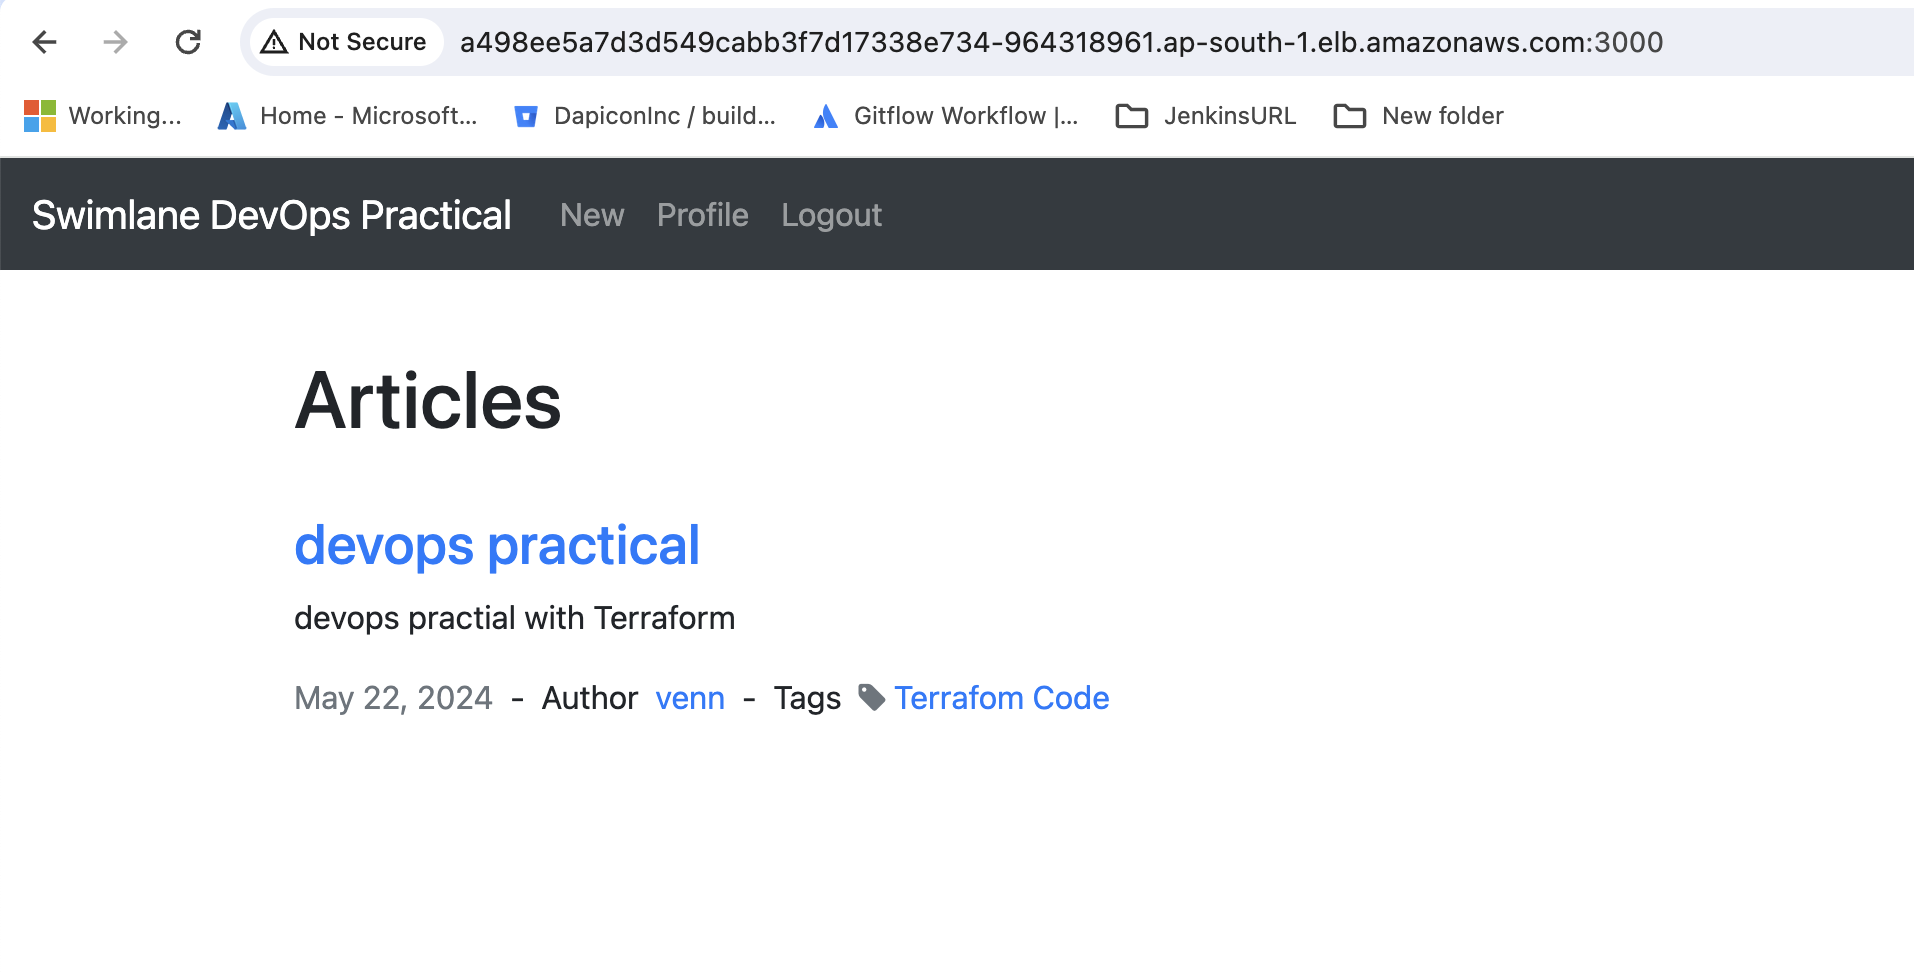 Not Secure a498ee5a7d3d549cabb3f7d17338e734-964318961.ap-south-1.elb.amazonaws.com:3000
Working... Home - Microsoft... DapiconInc / build... Gitflow Workflow |... JenkinsURL New folder
Swimlane DevOps Practical New Profile Logout
Articles
devops practical
devops practial with Terraform
May 22, 2024 - Author venn - Tags Terrafom Code